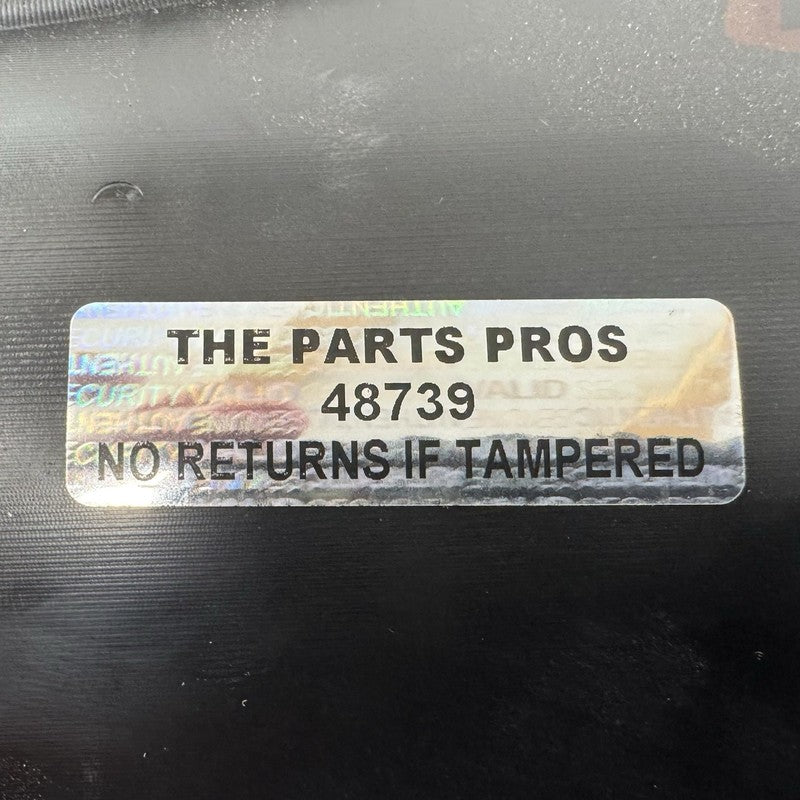 THE PARTS PROS
48739
NO RETURNS IF TAMPERED